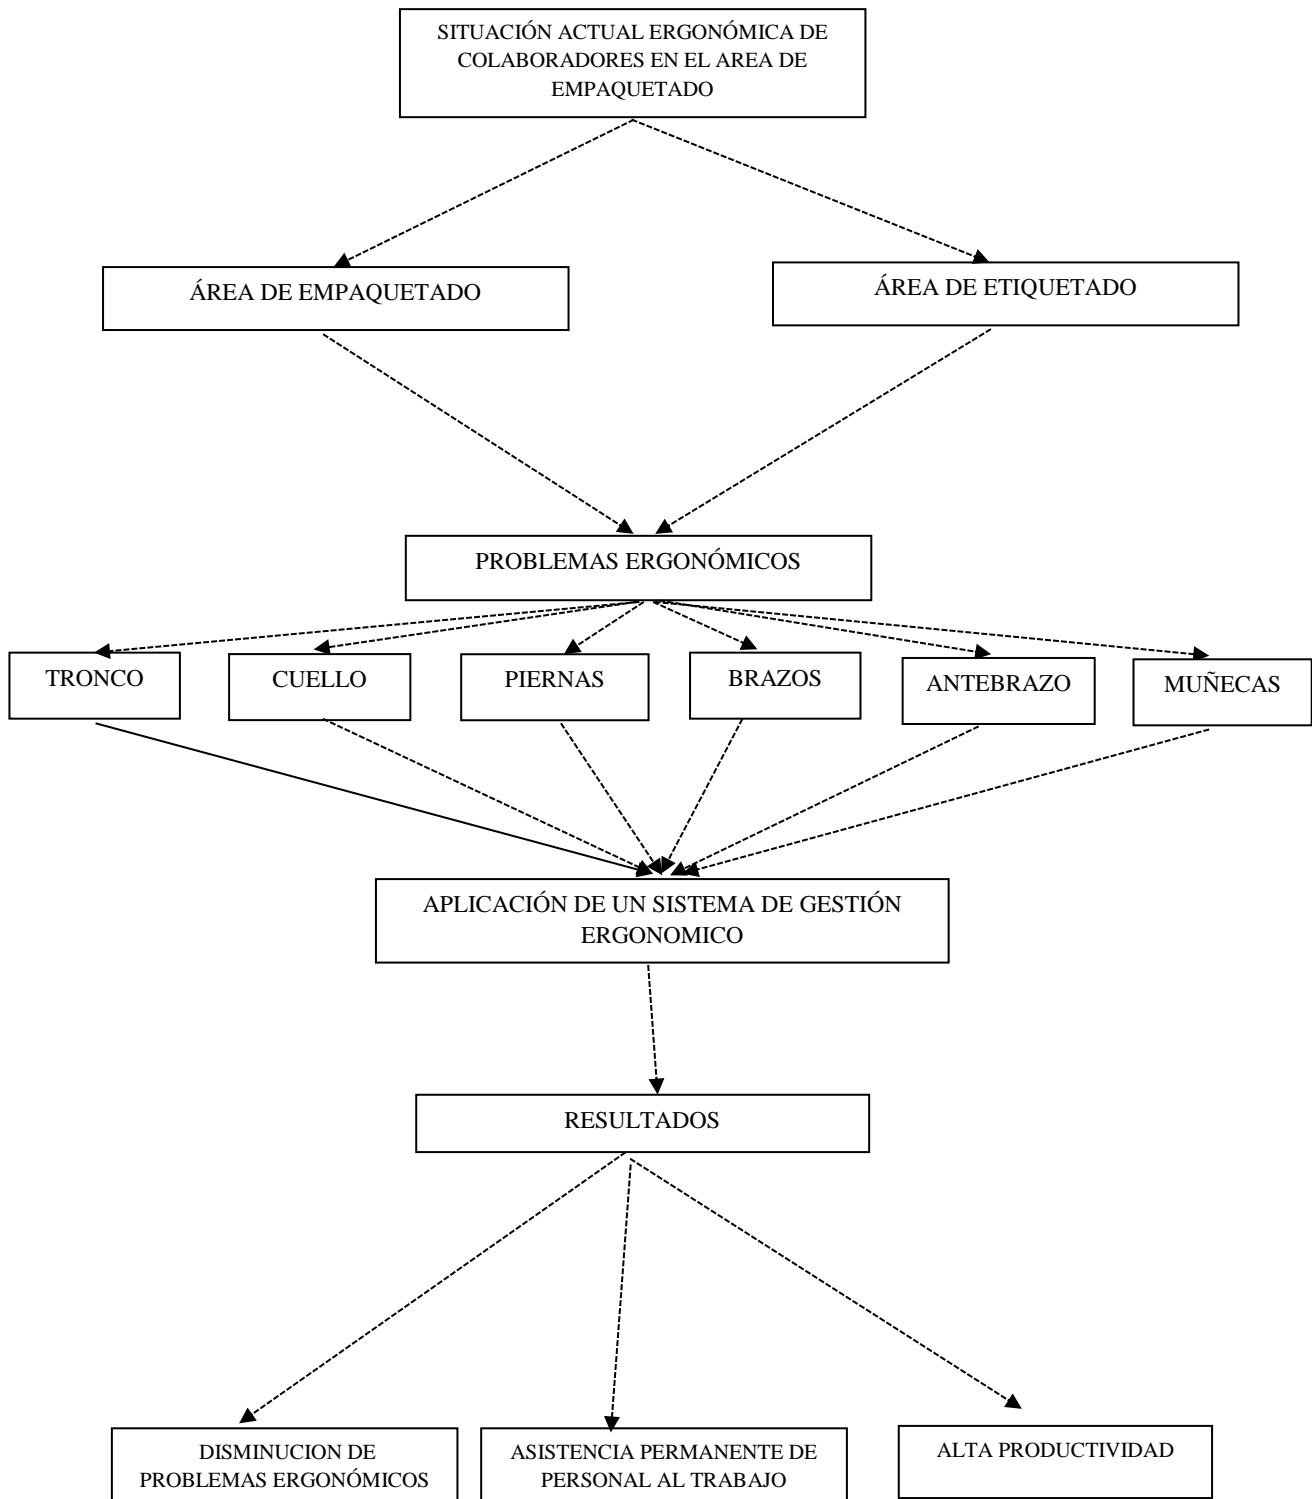 SITUACIÓN ACTUAL ERGONÓMICA DE
COLABORADORES EN EL AREA DE
EMPAQUETADO
ÁREA DE EMPAQUETADO
ÁREA DE ETIQUETADO
PROBLEMAS ERGONÓMICOS
TRONCO
CUELLO
PIERNAS
BRAZOS
ANTEBRAZO
MUÑECAS
APLICACIÓN DE UN SISTEMA DE GESTIÓN
ERGONOMICO
RESULTADOS
DISMINUCION DE
PROBLEMAS ERGONÓMICOS
ASISTENCIA PERMANENTE DE
PERSONAL AL TRABAJO
ALTA PRODUCTIVIDAD